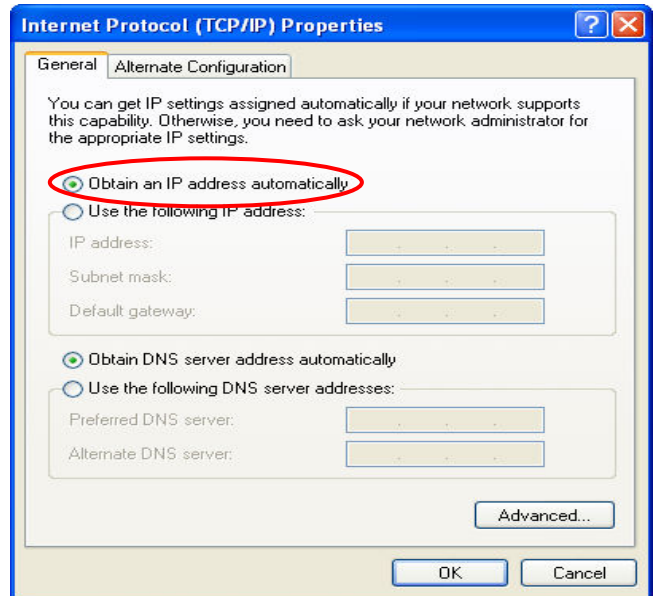 Internet Protocol (TCP/IP) Properties
General
Alternate Configuration
You can get IP settings assigned automatically if your network supports
this capability. Otherwise, you need to ask your network administrator for
the appropriate IP settings.
Obtain an IP address automatically
Use the following IP address:
IP address:
Subnet mask:
Default gateway:
Obtain DNS server address automatically
Use the following DNS server addresses:
Preferred DNS server:
Alternate DNS server:
Advanced...
OK
Cancel